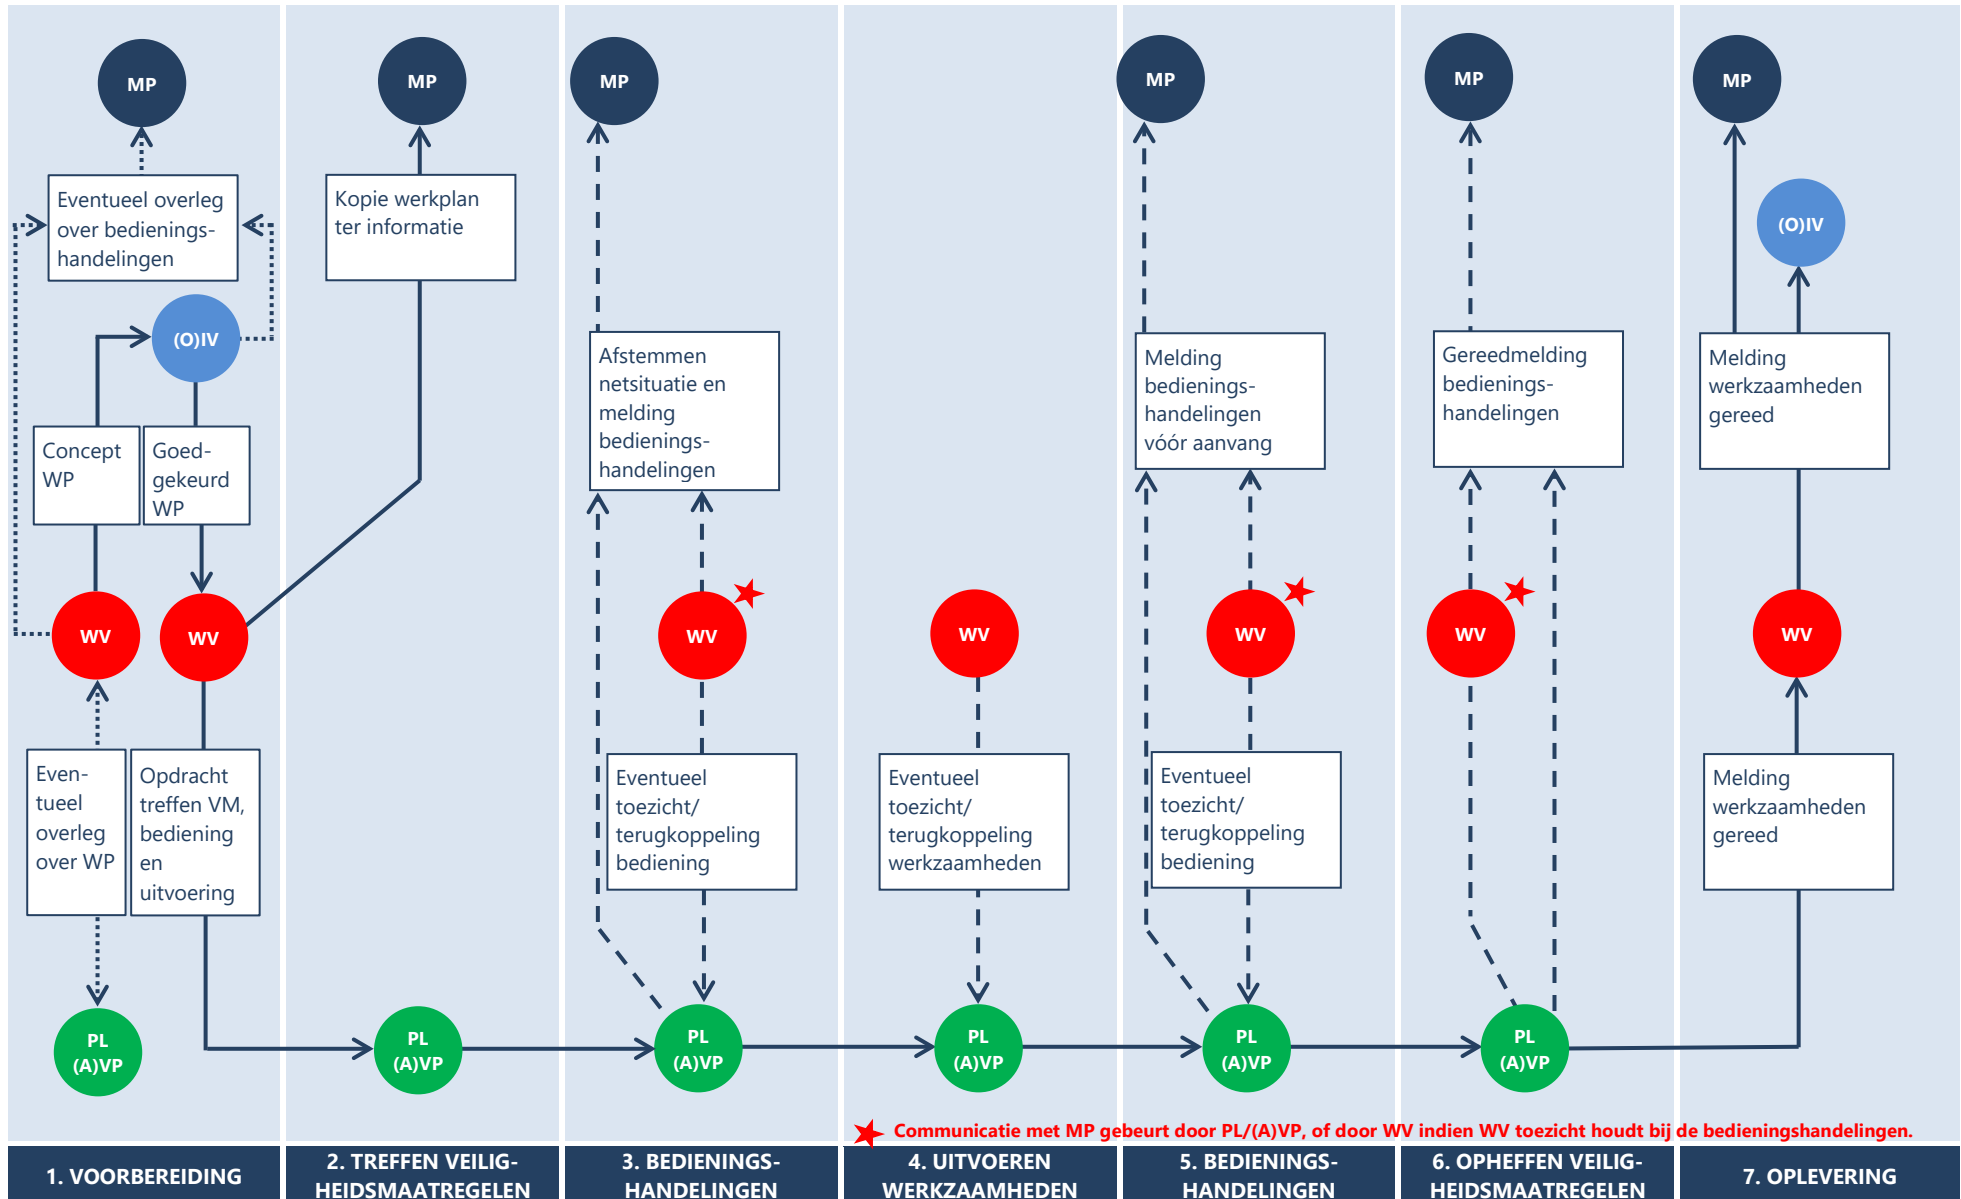 MP
Eventueel overleg
over bedienings-
handelingen
(O)IV
Concept
WP
Goed-
gekeurd
WP
WV
WV
Even-
tueel
overleg
over WP
Opdracht
treffen VM,
bediening
en
uitvoering
PL
(A)VP
1. VOORBEREIDING
MP
Kopie werkplan
ter informatie
PL
(A)VP
2. TREFFEN VEILIG-
HEIDSMAATREGELEN
MP
Afstemmen
netsituatie en
melding
bedienings-
handelingen
WV
Eventueel
toezicht/
terugkoppeling
bediening
PL
(A)VP
3. BEDIENINGS-
HANDELINGEN
WV
Eventueel
toezicht/
terugkoppeling
werkzaamheden
PL
(A)VP
4. UITVOEREN
WERKZAAMHEDEN
MP
Melding
bedienings-
handelingen
vóór aanvang
WV
Eventueel
toezicht/
terugkoppeling
bediening
PL
(A)VP
5. BEDIENINGS-
HANDELINGEN
MP
Gereedmelding
bedienings-
handelingen
WV
PL
(A)VP
6. OPHEFFEN VEILIG-
HEIDSMAATREGELEN
MP
(O)IV
Melding
werkzaamheden
gereed
WV
Melding
werkzaamheden
gereed
7. OPLEVERING
Communicatie met MP gebeurt door PL/(A)VP, of door WV indien WV toezicht houdt bij de bedieningshandelingen.